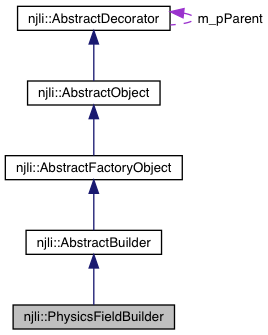 njli::AbstractDecorator
m_pParent
njli::AbstractObject
njli::AbstractFactoryObject
njli::AbstractBuilder
njli::PhysicsFieldBuilder